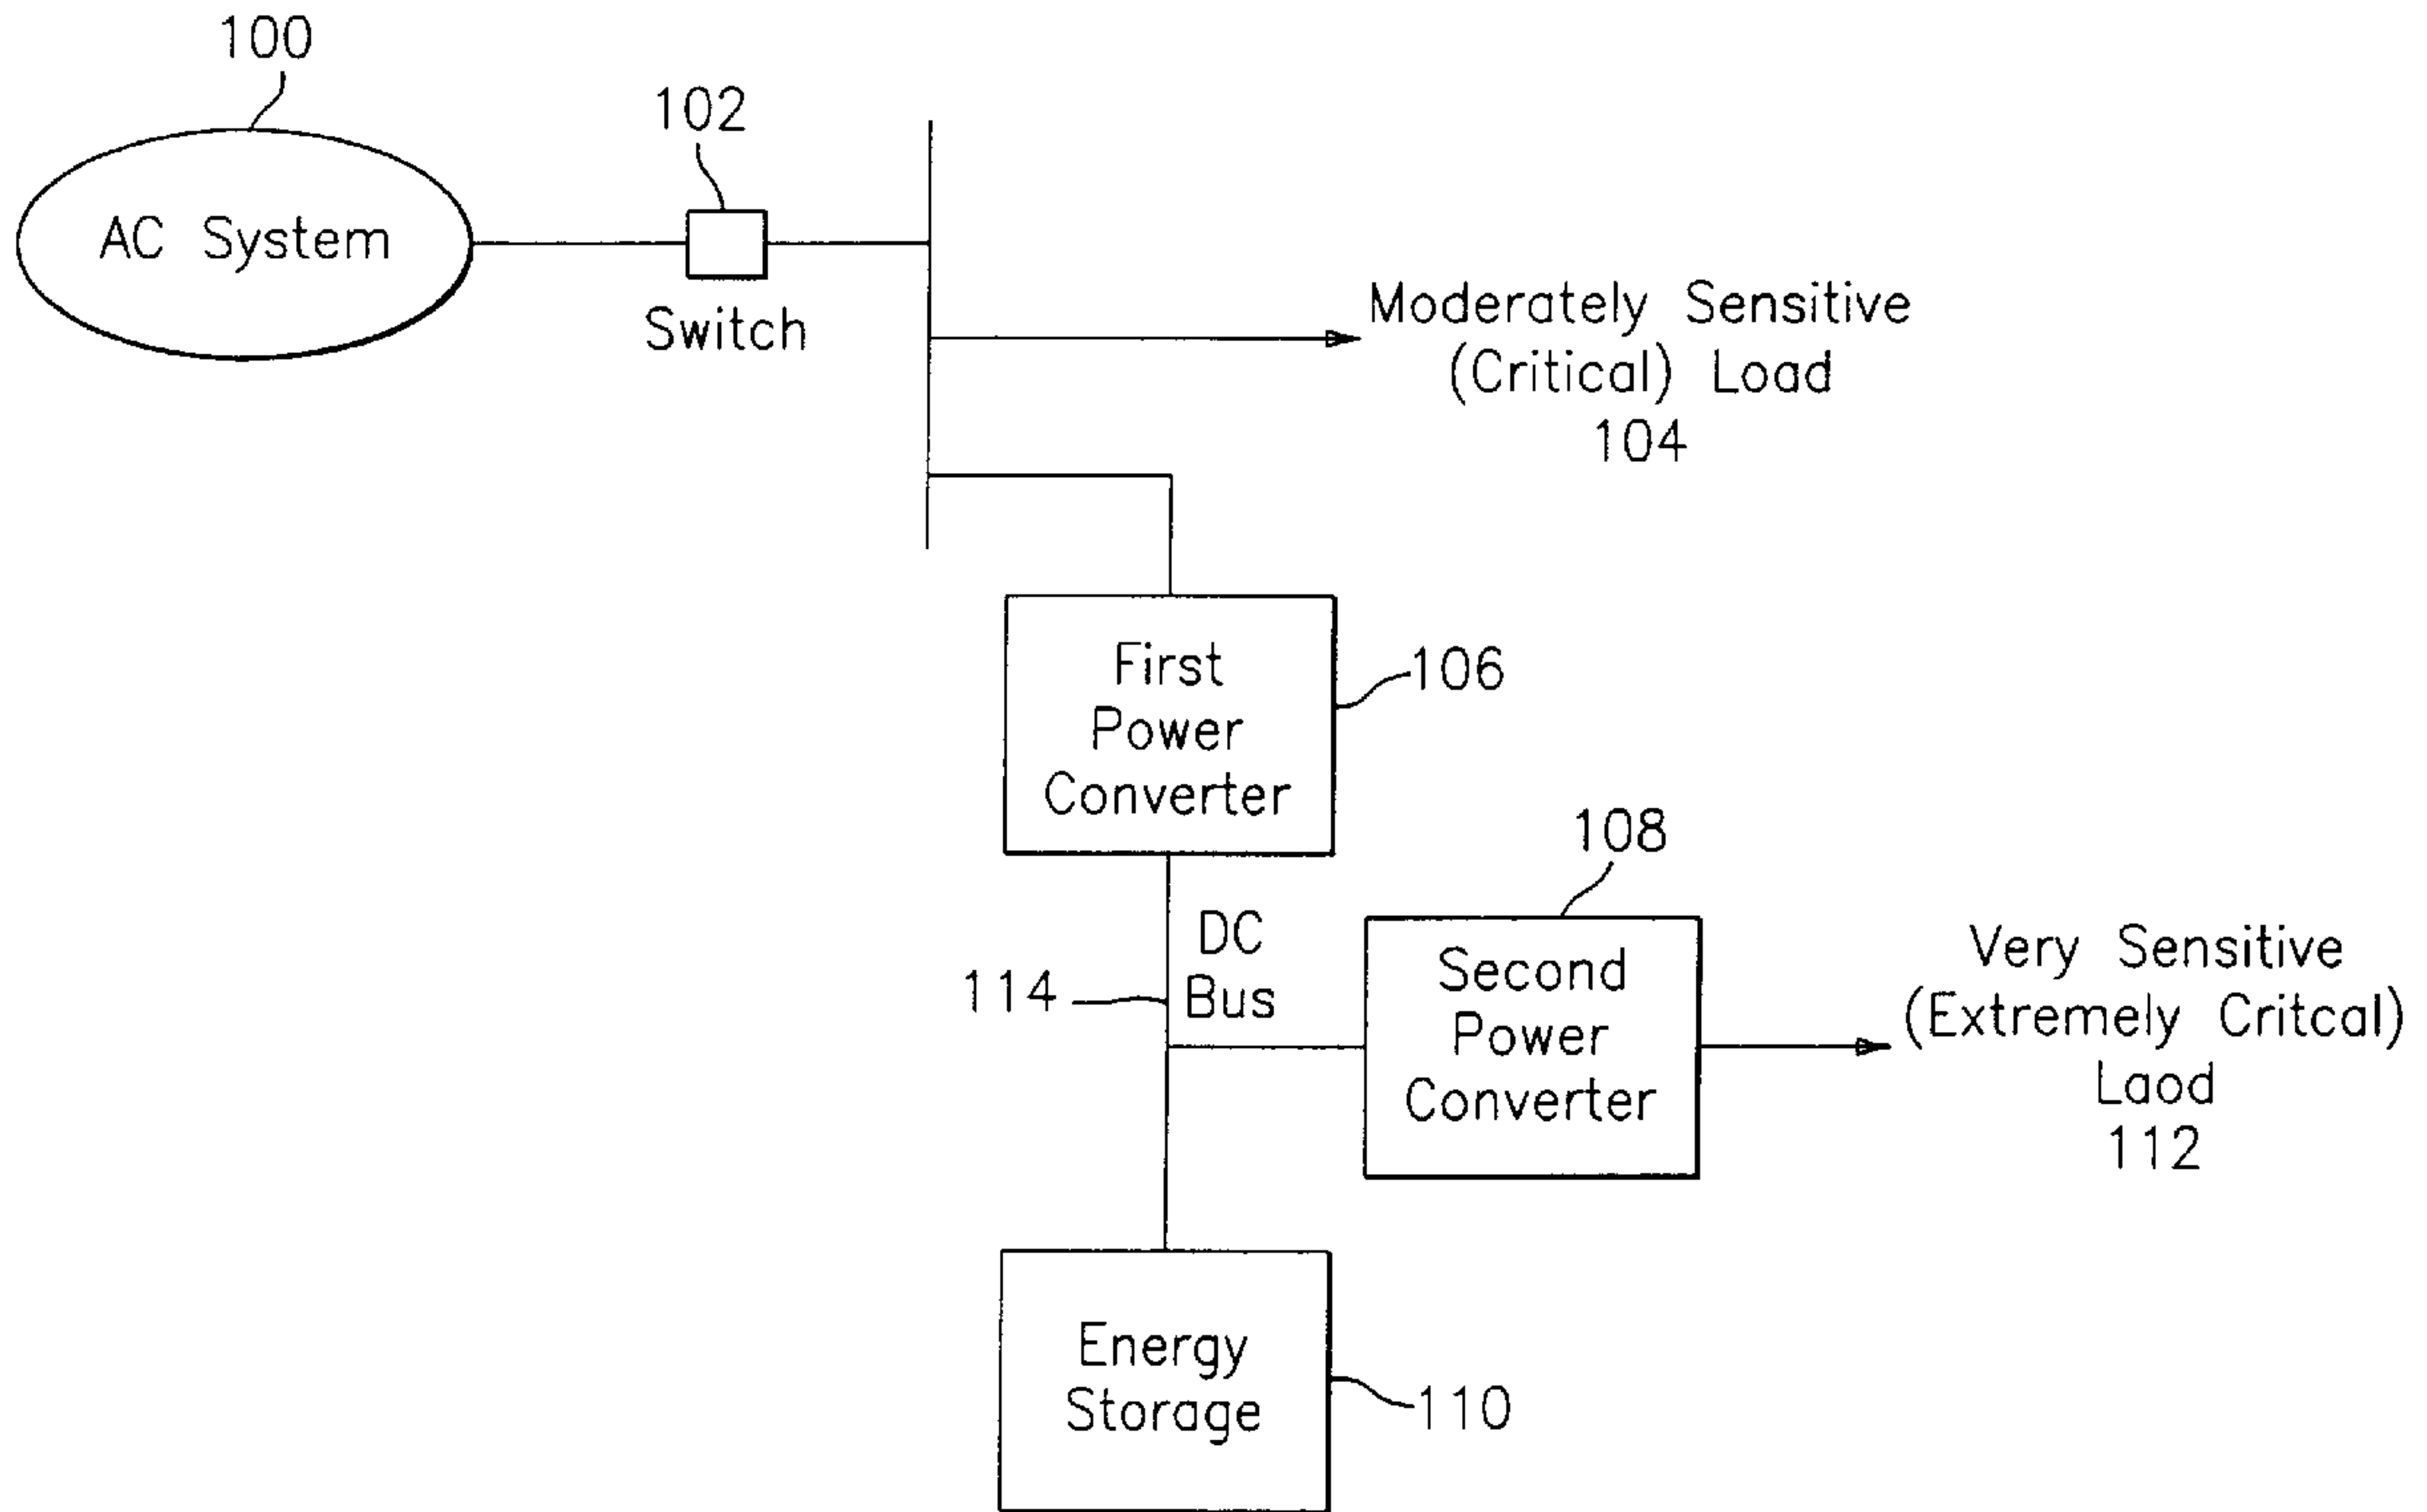 100
102
AC System
Switch
Moderately Sensitive
(Critical) Load
104
First
Power
Converter
106
108
DC
Bus
114
Second
Power
Converter
Very Sensitive
(Extremely Critcal)
Laod
112
Energy
Storage
110